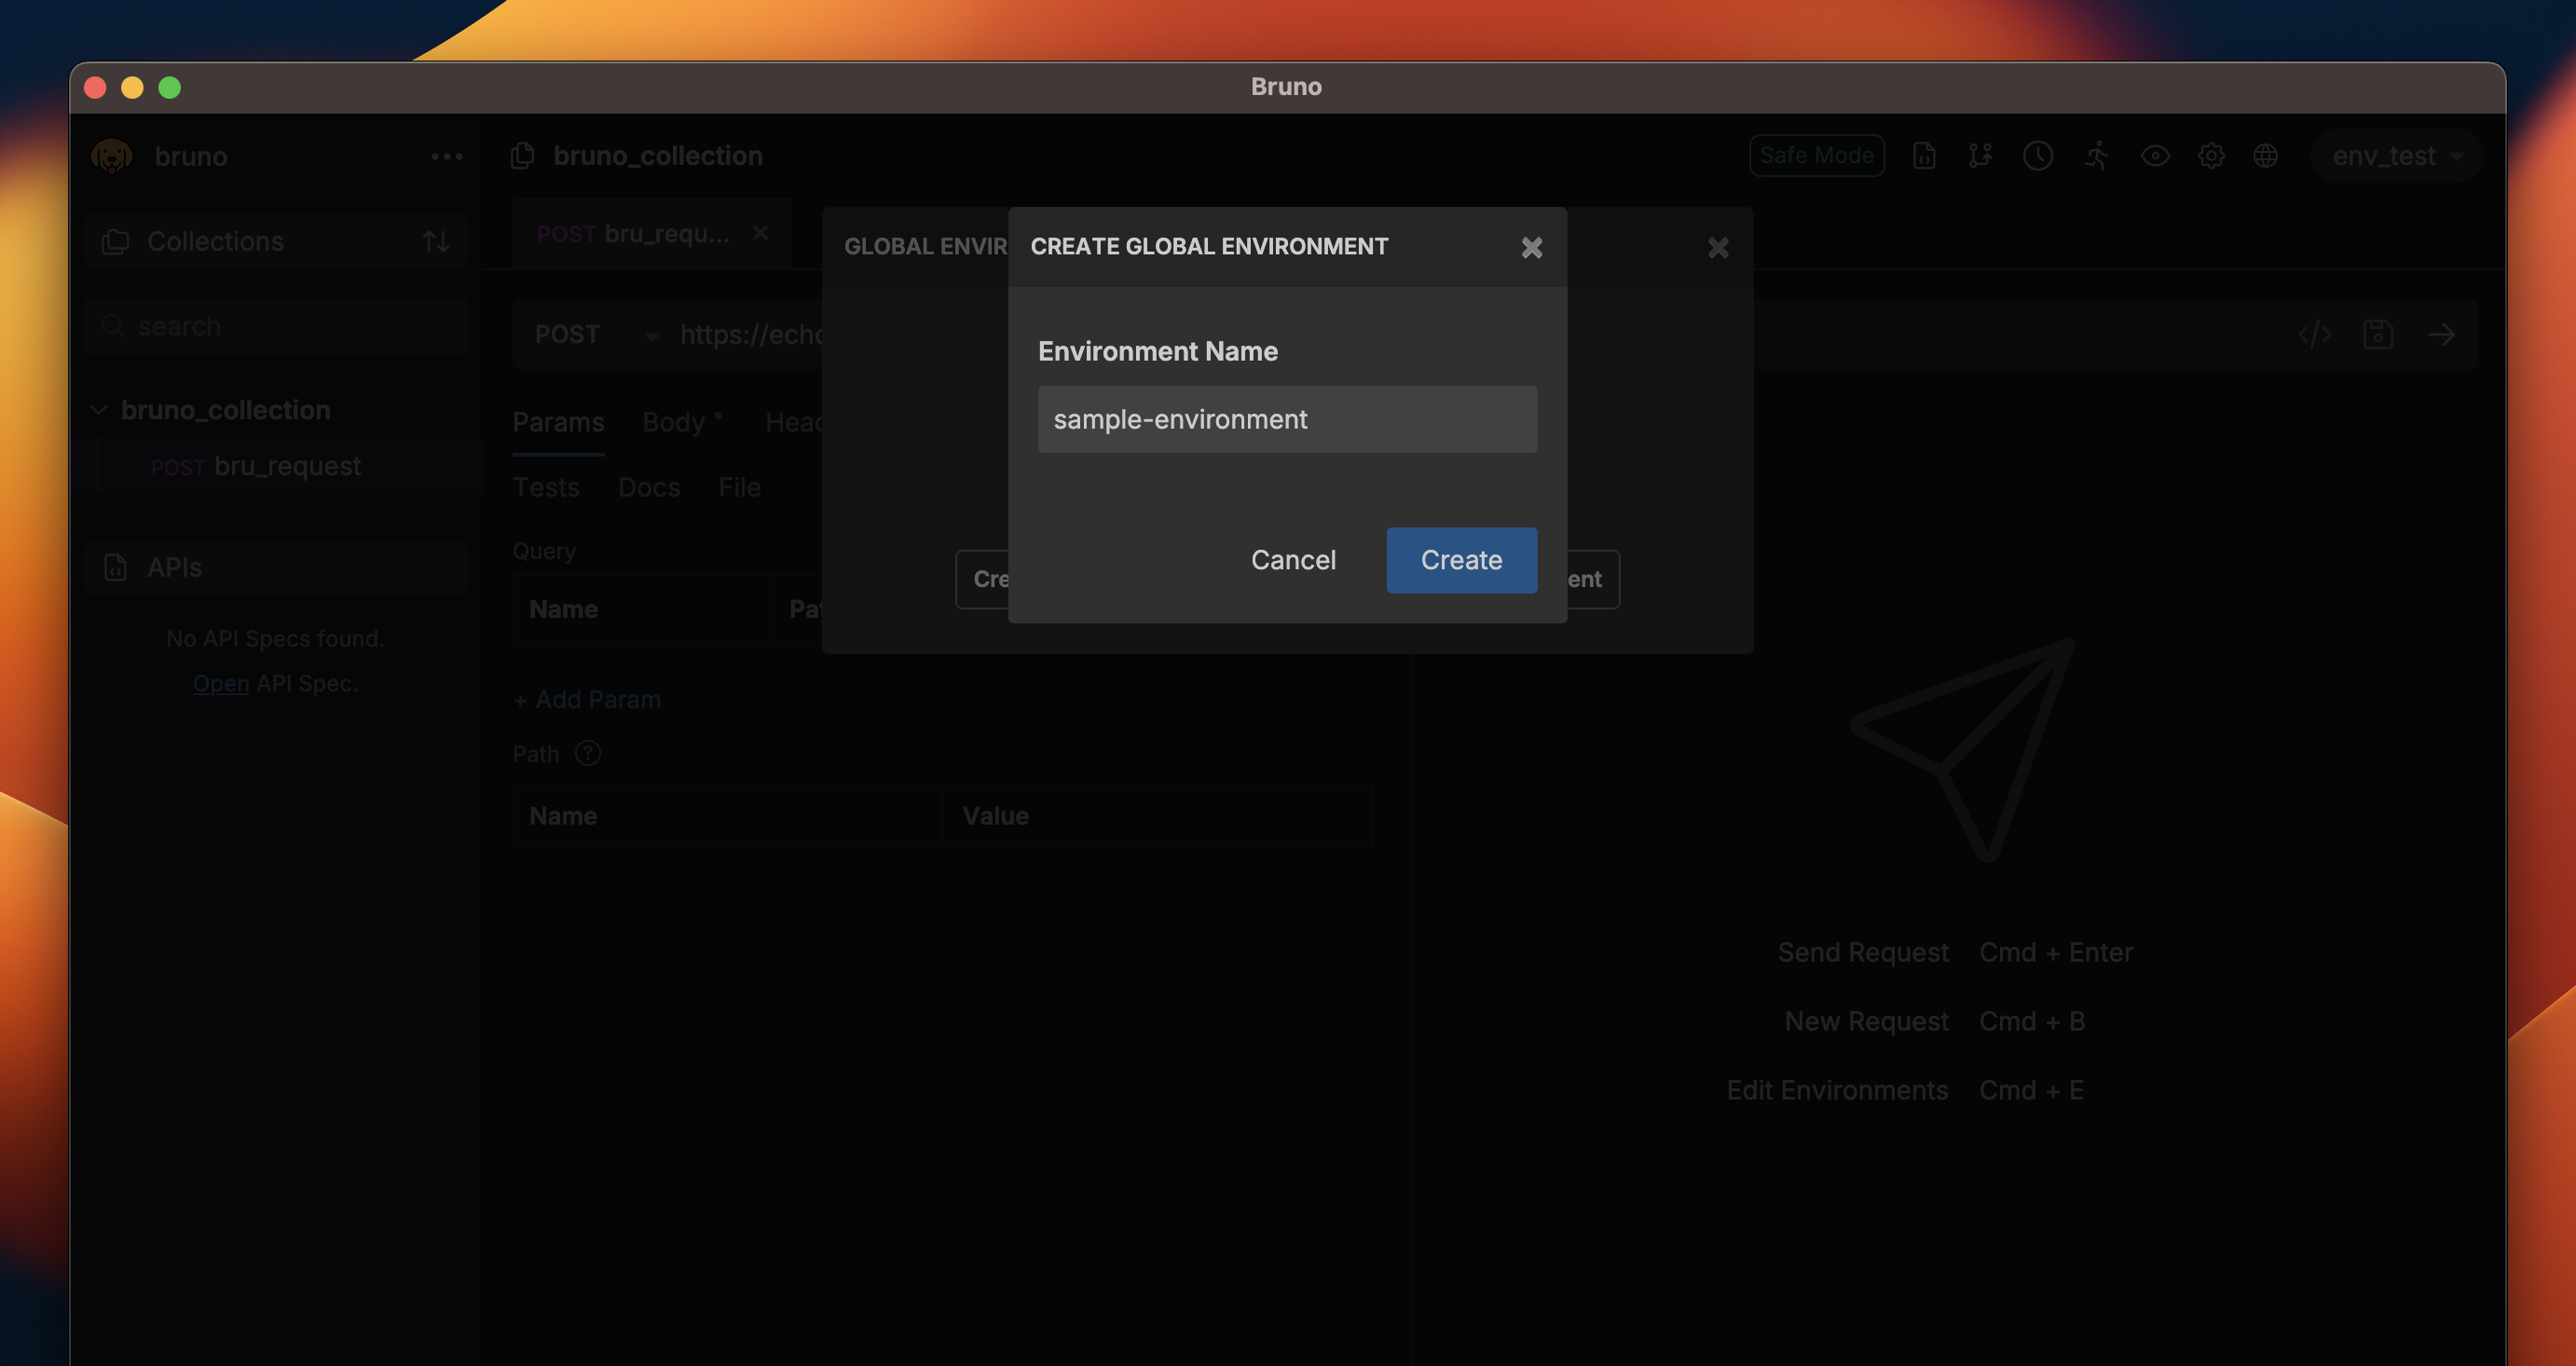 Bruno
bruno
bruno_collection
Safe Mode
env_test
Collections
POST bru_requ...
GLOBAL ENVIR
CREATE GLOBAL ENVIRONMENT
search
POST
https://echo
Environment Name
sample-environment
bruno_collection
Params
Body
Head
POST bru_request
Tests
Docs
File
Cancel
Create
Query
Cre
ent
APIs
Name
Pat
No API Specs found.
Open API Spec.
+ Add Param
Path
Name
Value
Send Request
Cmd + Enter
New Request
Cmd + B
Edit Environments
Cmd + E